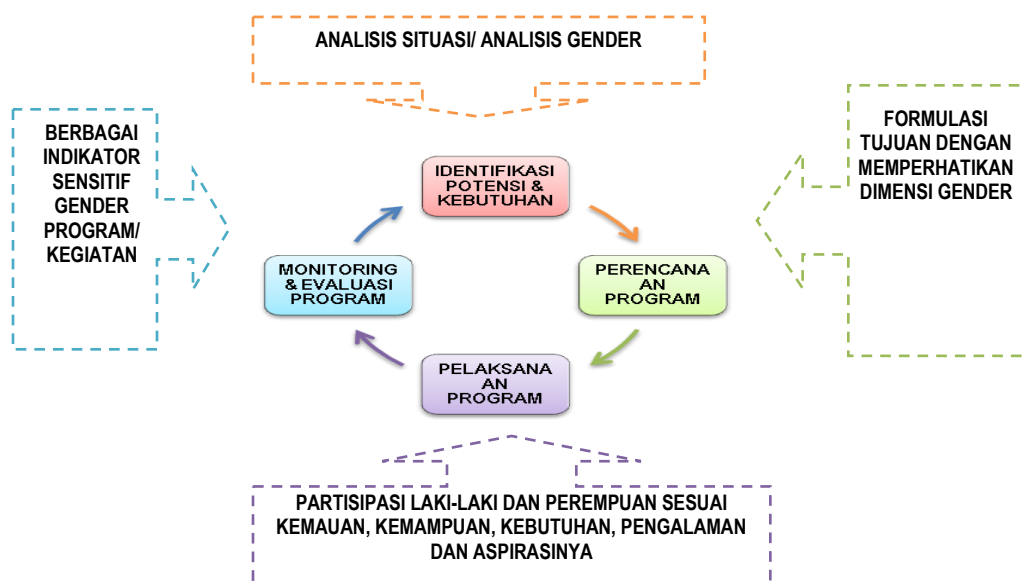 ANALISIS SITUASI/ ANALISIS GENDER
BERBAGAI
INDIKATOR
SENSITIF
GENDER
PROGRAM/
KEGIATAN
FORMULASI
TUJUAN DENGAN
MEMPERHATIKAN
DIMENSI GENDER
IDENTIFIKASI
POTENSI &
KEBUTUHAN
MONITORING
& EVALUASI
PROGRAM
PERENCANA
AN
PROGRAM
PELAKSANA
AN
PROGRAM
PARTISIPASI LAKI-LAKI DAN PEREMPUAN SESUAI
KEMAUAN, KEMAMPUAN, KEBUTUHAN, PENGALAMAN
DAN ASPIRASINYA